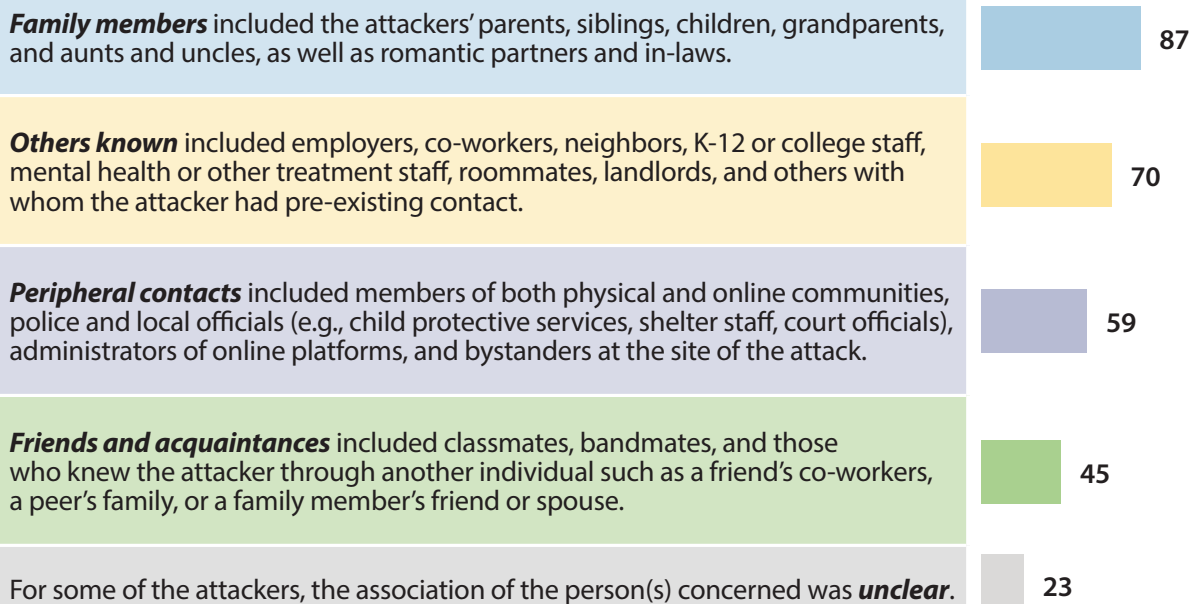 Family members included the attackers’ parents, siblings, children, grandparents,
and aunts and uncles, as well as romantic partners and in-laws.
87
Others known included employers, co-workers, neighbors, K-12 or college staff,
mental health or other treatment staff, roommates, landlords, and others with
whom the attacker had pre-existing contact.
70
Peripheral contacts included members of both physical and online communities,
police and local officials (e.g., child protective services, shelter staff, court officials),
administrators of online platforms, and bystanders at the site of the attack.
59
Friends and acquaintances included classmates, bandmates, and those
who knew the attacker through another individual such as a friend’s co-workers,
a peer’s family, or a family member’s friend or spouse.
45
For some of the attackers, the association of the person(s) concerned was unclear.
23